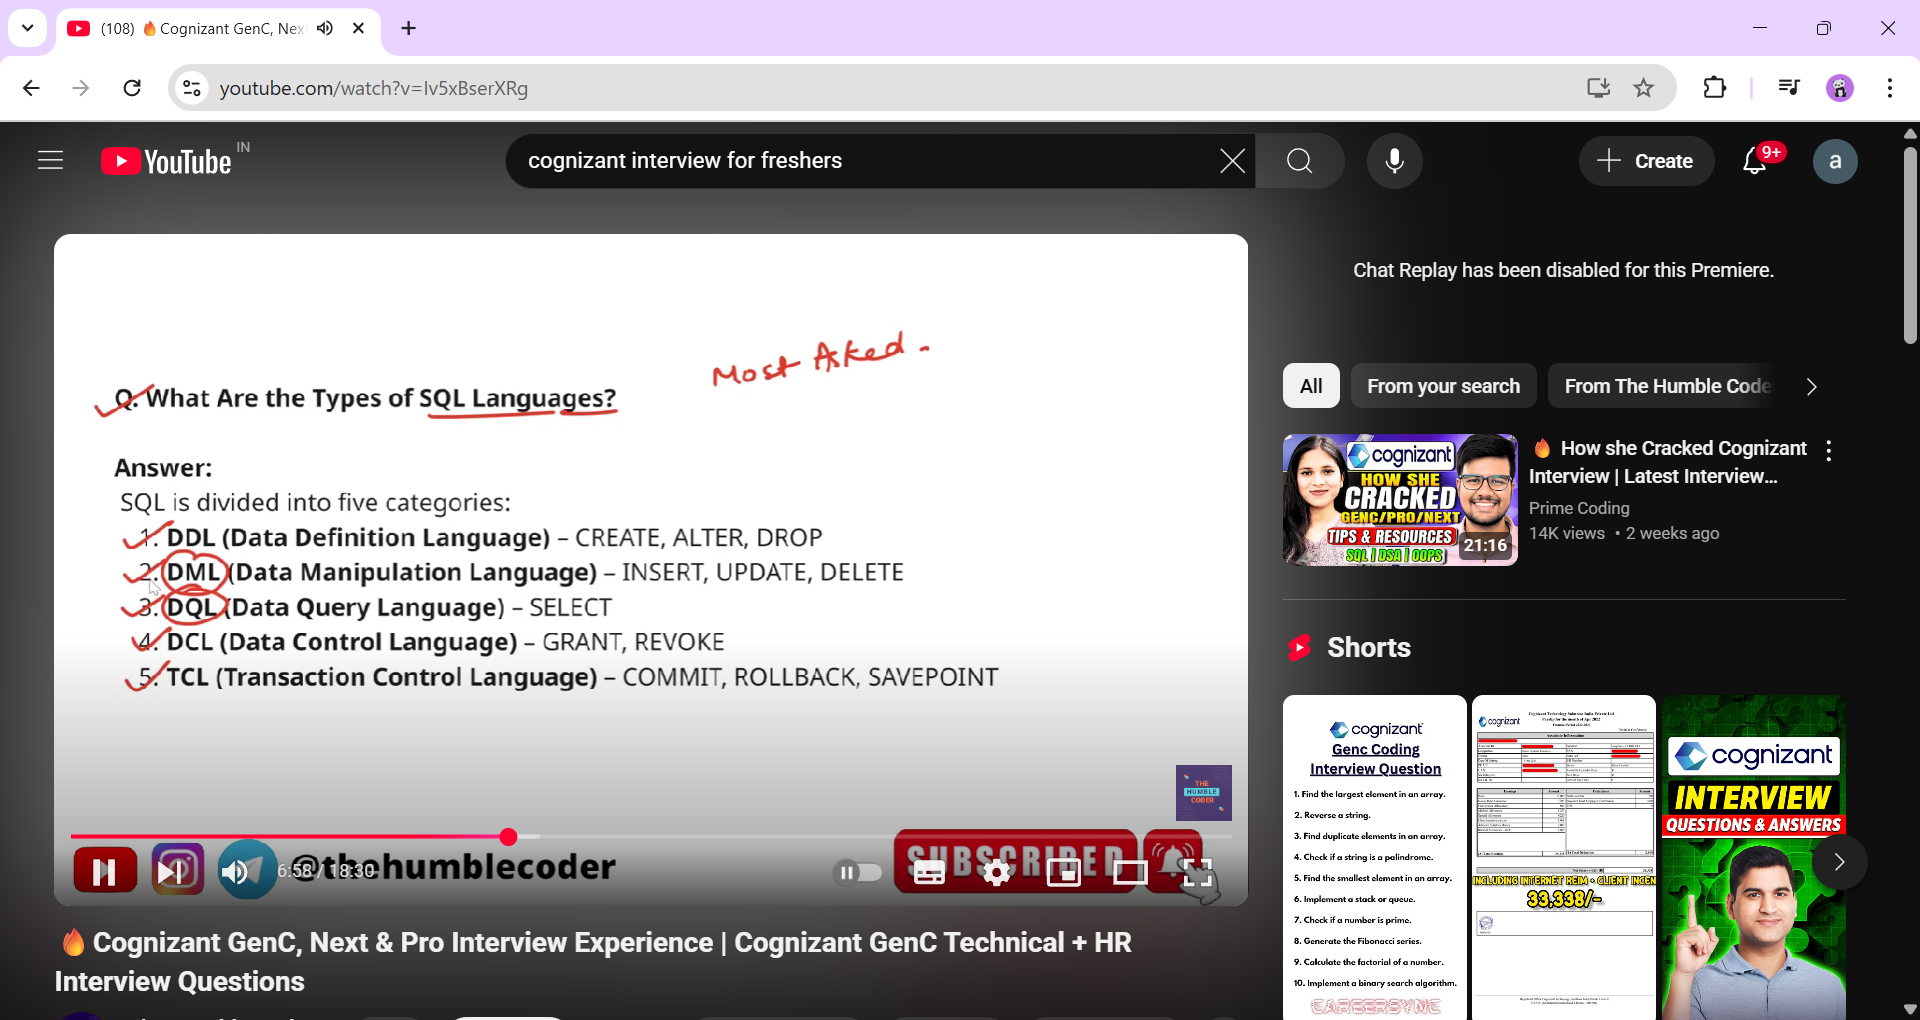 (108) 🔥Cognizant GenC, Nex
youtube.com/watch?v=Iv5xBserXRg
YouTube IN
cognizant interview for freshers
Create
9+
a
Most Asked -
Q. What Are the Types of SQL Languages?
Answer:
SQL is divided into five categories:
1. DDL (Data Definition Language) – CREATE, ALTER, DROP
2. DML (Data Manipulation Language) – INSERT, UPDATE, DELETE
3. DQL (Data Query Language) – SELECT
4. DCL (Data Control Language) – GRANT, REVOKE
5. TCL (Transaction Control Language) – COMMIT, ROLLBACK, SAVEPOINT
THE
HUMBLE
CODER
@thehumblecoder
6:58 / 18:30
SUBSCRIBED
🔥 Cognizant GenC, Next & Pro Interview Experience | Cognizant GenC Technical + HR
Interview Questions
Chat Replay has been disabled for this Premiere.
All
From your search
From The Humble Code
cognizant
HOW SHE
CRACKED
GENC/PRO/NEXT
TIPS & RESOURCES
SQL | DSA | OOPS
21:16
🔥 How she Cracked Cognizant
Interview | Latest Interview...
Prime Coding
14K views • 2 weeks ago
Shorts
cognizant
Genc Coding
Interview Question
1. Find the largest element in an array.
2. Reverse a string.
3. Find duplicate elements in an array.
4. Check if a string is a palindrome.
5. Find the smallest element in an array.
6. Implement a stack or queue.
7. Check if a number is prime.
8. Generate the Fibonacci series.
9. Calculate the factorial of a number.
10. Implement a binary search algorithm.
CAREERSYNC
cognizant
Cognizant Technology Solutions India Private Ltd
INCLUDING INTERNET REIM + CLIENT INCEN
33,338/-
cognizant
INTERVIEW
QUESTIONS & ANSWERS